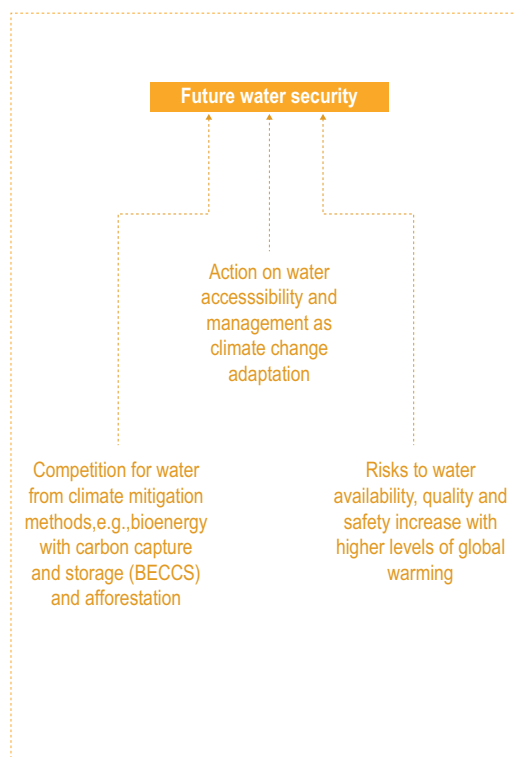 Future water security
Action on water
accesssibility and
management as
climate change
adaptation
Competition for water
from climate mitigation
methods,e.g.,bioenergy
with carbon capture
and storage (BECCS)
and afforestation
Risks to water
availability, quality and
safety increase with
higher levels of global
warming